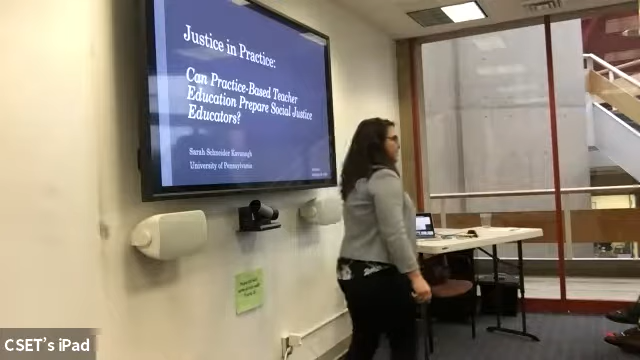 Justice in Practice:
Can Practice-Based Teacher
Education Prepare Social Justice
Educators?
Sarah Schneider Kavanagh
University of Pennsylvania
CSET's iPad